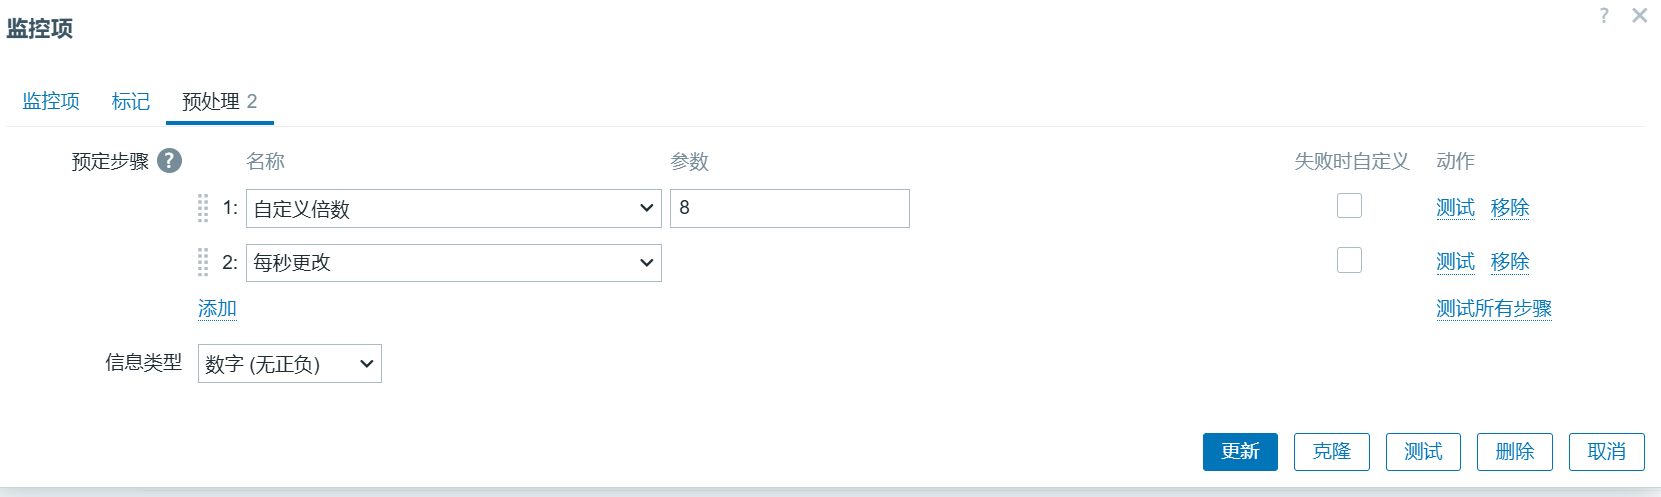 监控项
? ×
监控项 标记 预处理 2
预定步骤 ? 名称 参数 失败时自定义 动作
1: 自定义倍数 8 测试 移除
2: 每秒更改 测试 移除
添加 测试所有步骤
信息类型 数字 (无正负)
更新 克隆 测试 删除 取消